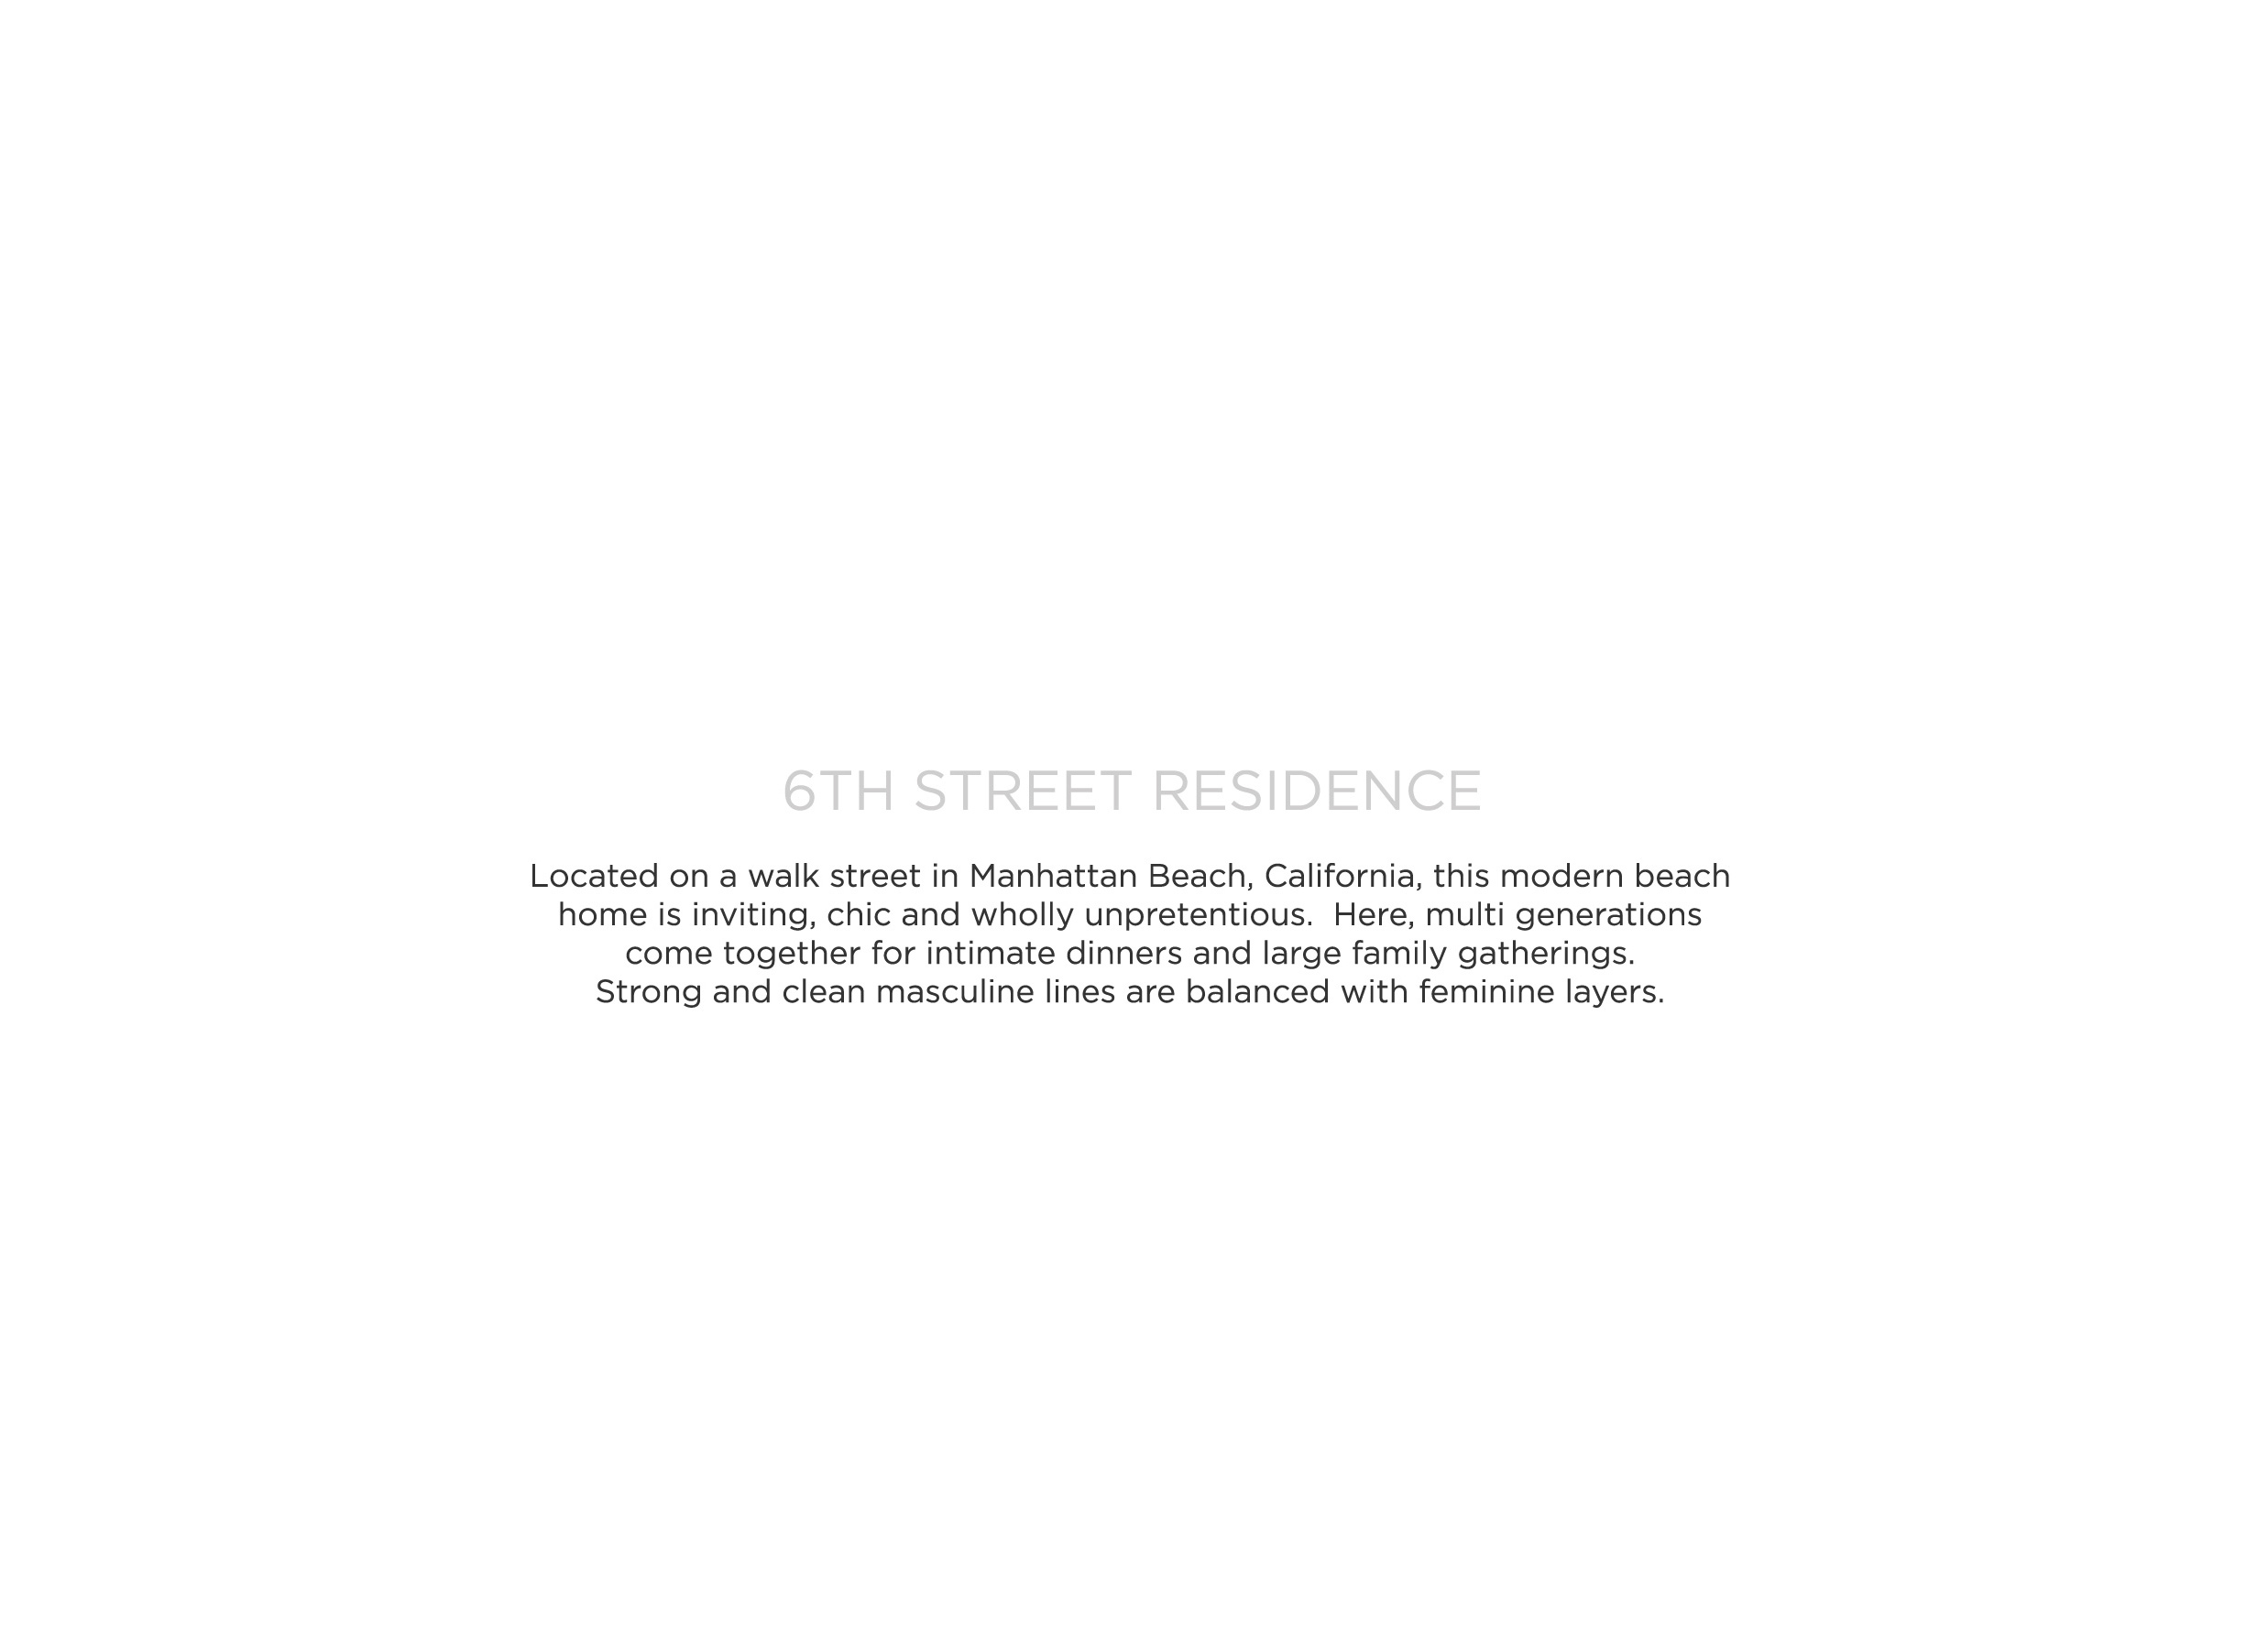 6TH STREET RESIDENCE
Located on a walk street in Manhattan Beach, California, this modern beach
home is inviting, chic and wholly unpretentious.  Here, multi generations
come together for intimate dinners and large family gatherings.
Strong and clean masculine lines are balanced with feminine layers.